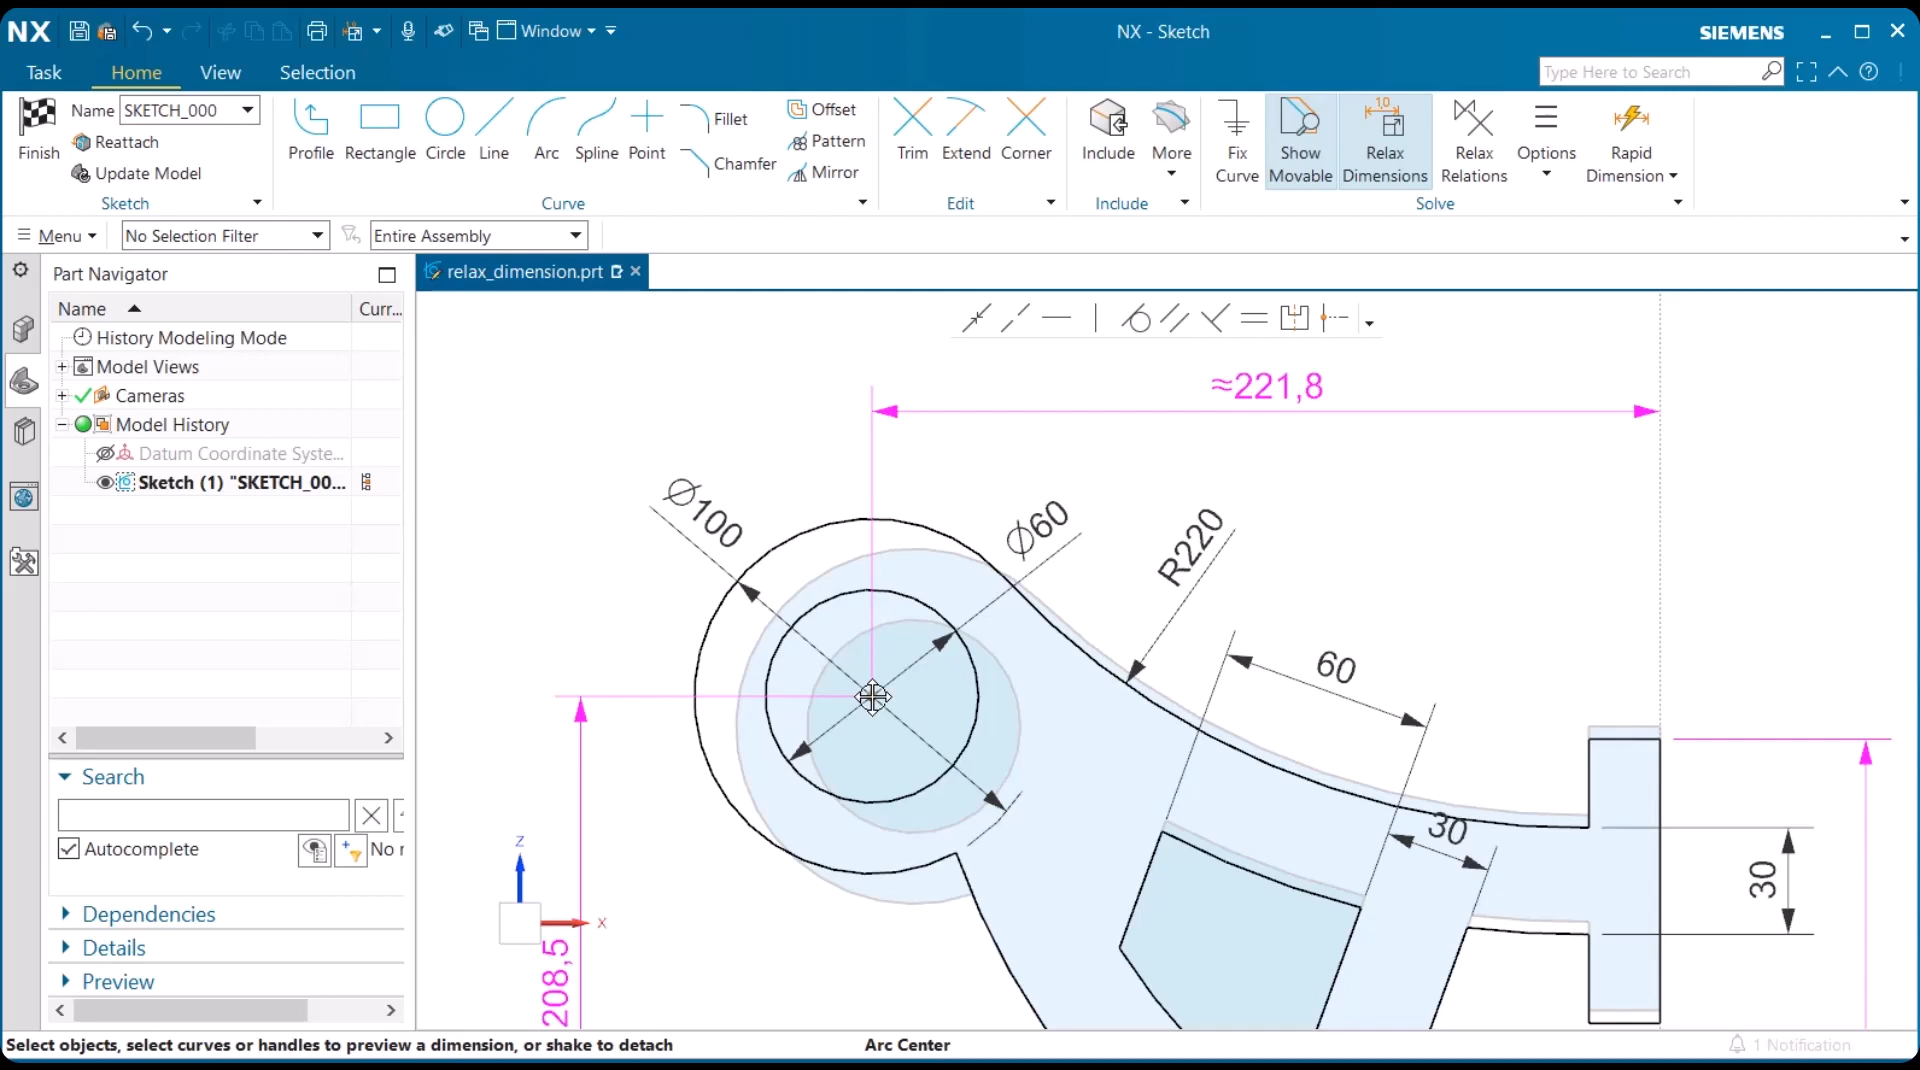 NX
Window
NX - Sketch
SIEMENS
Task
Home
View
Selection
Type Here to Search
Finish
Name
SKETCH_000
Reattach
Update Model
Sketch
Profile
Rectangle
Circle
Line
Arc
Spline
Point
Fillet
Chamfer
Offset
Pattern
Mirror
Curve
Trim
Extend
Corner
Edit
Include
More
Include
Fix
Curve
Show
Movable
1,0
Relax
Dimensions
Relax
Relations
Options
Rapid
Dimension
Solve
Menu
No Selection Filter
Entire Assembly
Part Navigator
relax_dimension.prt
Name
Curr...
History Modeling Mode
Model Views
Cameras
Model History
Datum Coordinate Syste...
Sketch (1) "SKETCH_00...
Search
Autocomplete
No r
Dependencies
Details
Preview
≈221,8
∅100
∅60
R220
60
30
30
208,5
Z
X
Select objects, select curves or handles to preview a dimension, or shake to detach
Arc Center
1 Notification